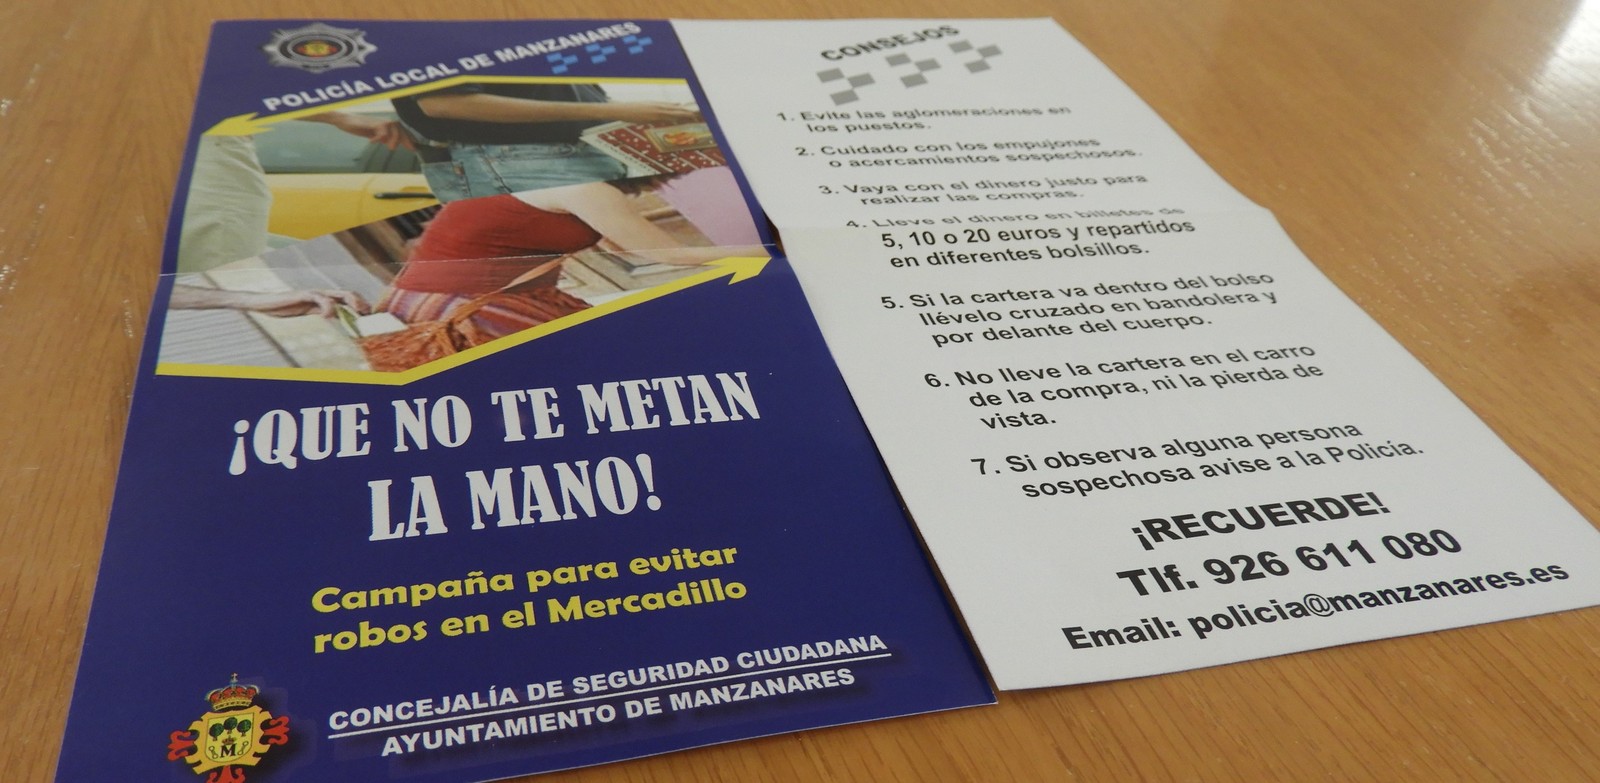 POLICÍA LOCAL DE MANZANARES
¡QUE NO TE METAN
LA MANO!
Campaña para evitar
robos en el Mercadillo
CONCEJALÍA DE SEGURIDAD CIUDADANA
AYUNTAMIENTO DE MANZANARES
M
CONSEJOS
1. Evite las aglomeraciones en
los puestos.
2. Cuidado con los empujones
o acercamientos sospechosos.
3. Vaya con el dinero justo para
realizar las compras.
4. Lleve el dinero en billetes de
5, 10 o 20 euros y repartidos
en diferentes bolsillos.
5. Si la cartera va dentro del bolso
llévelo cruzado en bandolera y
por delante del cuerpo.
6. No lleve la cartera en el carro
de la compra, ni la pierda de
vista.
7. Si observa alguna persona
sospechosa avise a la Policía.
¡RECUERDE!
Tlf. 926 611 080
Email: policia@manzanares.es